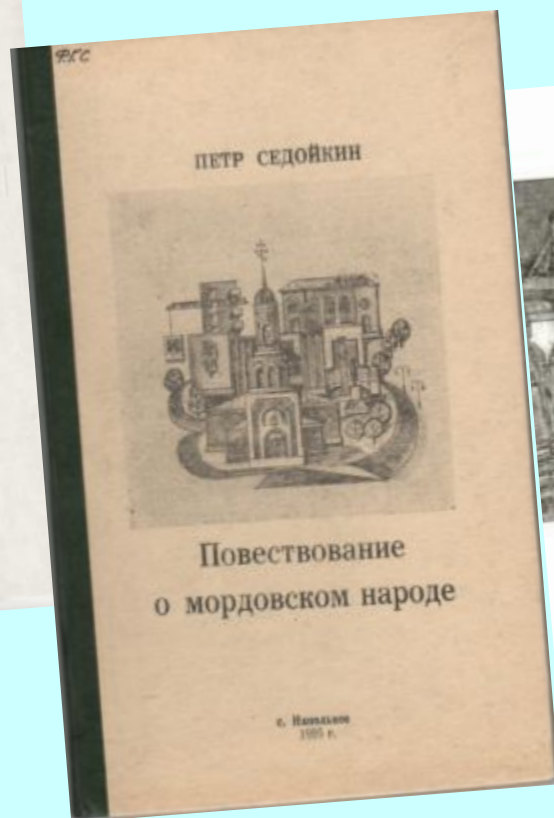 ПЕТР СЕДОЙКИН
Повествование
о мордовском народе
с.
г.